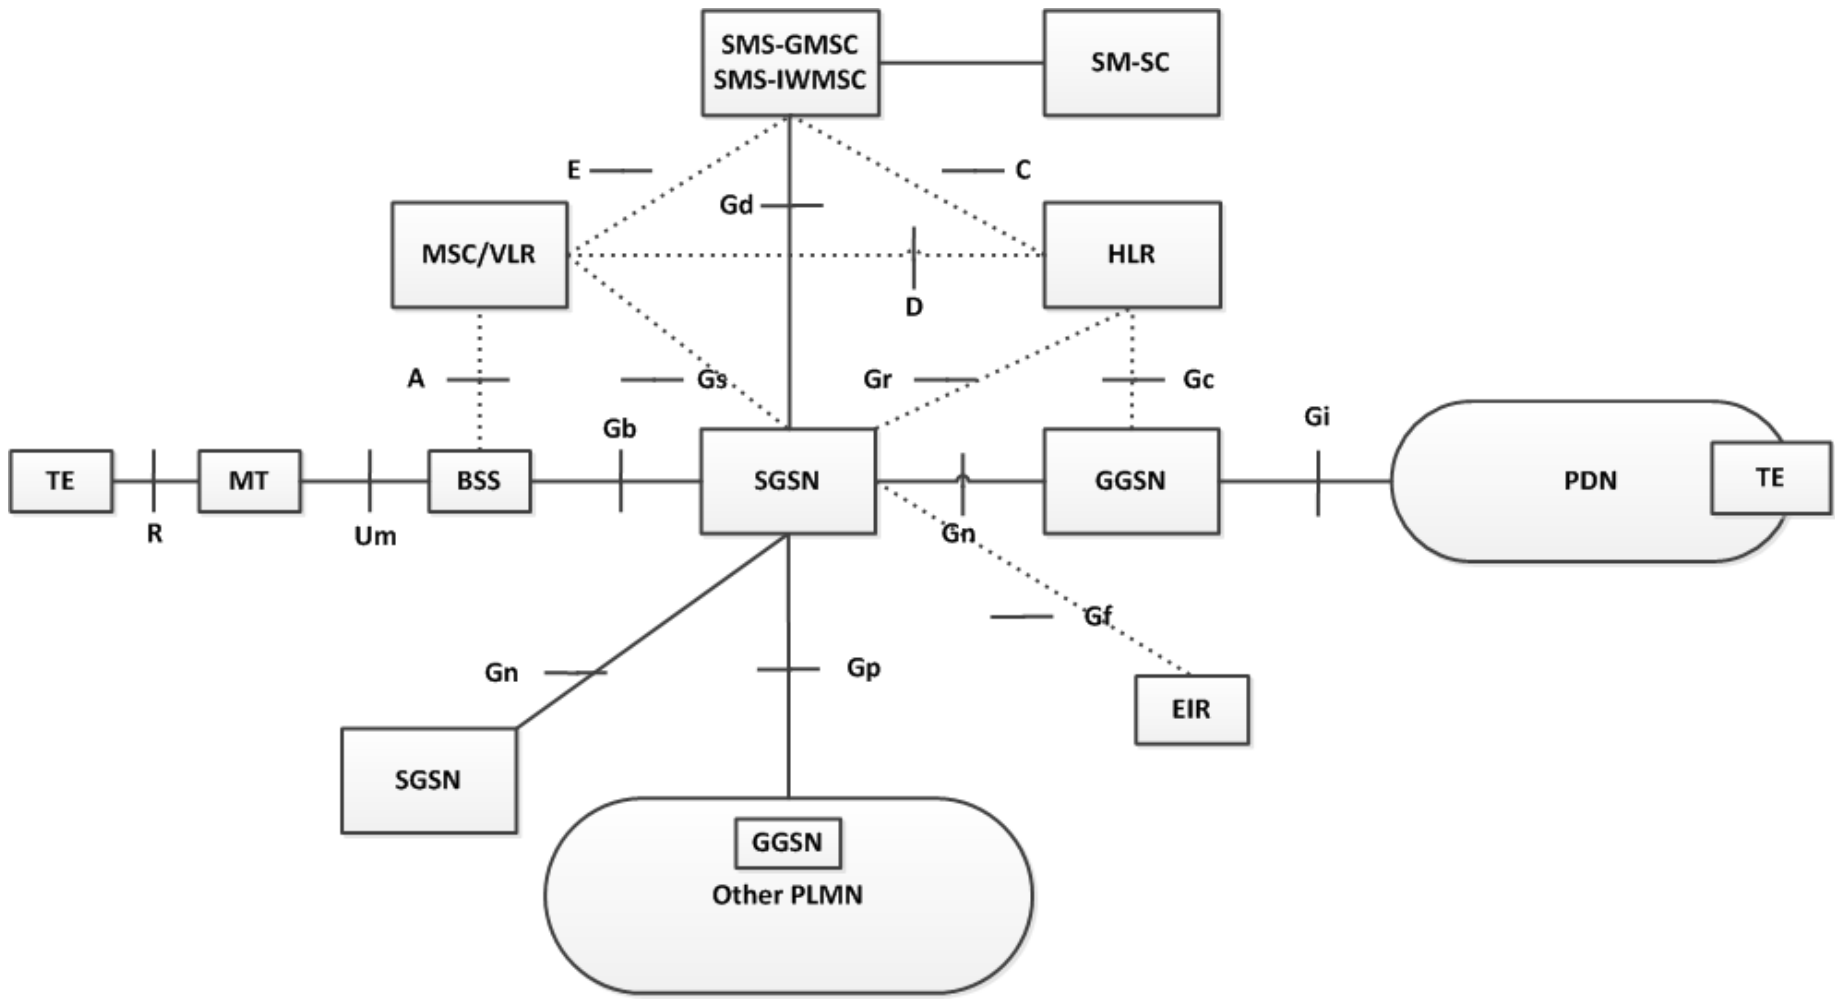 SMS-GMSC
SMS-IWMSC
SM-SC
E
C
Gd
MSC/VLR
HLR
D
A
Gs
Gr
Gc
Gi
Gb
TE
MT
BSS
SGSN
GGSN
PDN
TE
R
Um
Gn
Gf
Gn
Gp
EIR
SGSN
GGSN
Other PLMN